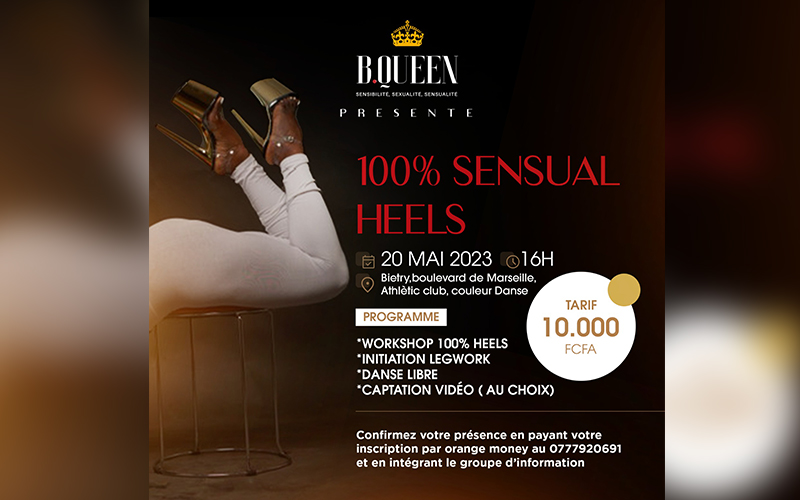 B.QUEEN
SENSIBILITÉ, SEXUALITÉ, SENSUALITÉ
PRESENTE
100% SENSUAL
HEELS
20 MAI 2023 16H
Bietry,boulevard de Marseille,
Athlètic club, couleur Danse
TARIF
10.000
FCFA
PROGRAMME
*WORKSHOP 100% HEELS
*INITIATION LEGWORK
*DANSE LIBRE
*CAPTATION VIDÉO ( AU CHOIX)
Confirmez votre présence en payant votre
inscription par orange money au 0777920691
et en intégrant le groupe d'information